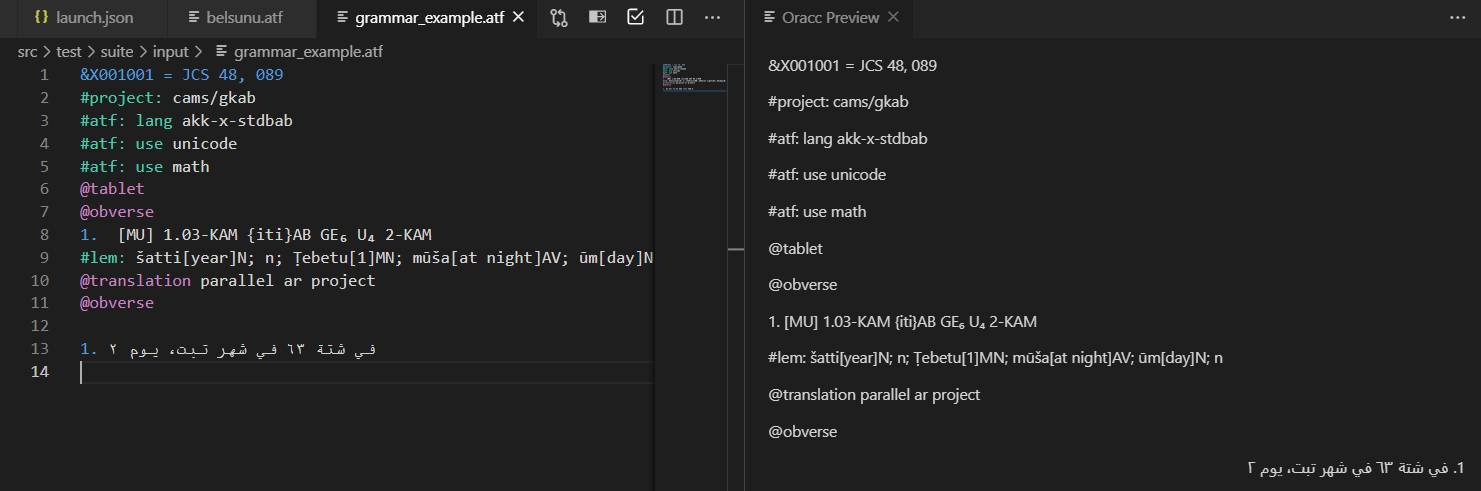 launch.json
belsunu.atf
grammar_example.atf
Oracc Preview
src > test > suite > input > grammar_example.atf
1 &X001001 = JCS 48, 089
2 #project: cams/gkab
3 #atf: lang akk-x-stdbab
4 #atf: use unicode
5 #atf: use math
6 @tablet
7 @obverse
8 1.  [MU] 1.03-KAM {iti}AB GE₆ U₄ 2-KAM
9 #lem: šatti[year]N; n; Ṭebetu[1]MN; mūša[at night]AV; ūm[day]N
10 @translation parallel ar project
11 @obverse
12
13 1. في شتة ٦٣ في شهر تبت، يوم ٢
14
&X001001 = JCS 48, 089
#project: cams/gkab
#atf: lang akk-x-stdbab
#atf: use unicode
#atf: use math
@tablet
@obverse
1. [MU] 1.03-KAM {iti}AB GE₆ U₄ 2-KAM
#lem: šatti[year]N; n; Ṭebetu[1]MN; mūša[at night]AV; ūm[day]N; n
@translation parallel ar project
@obverse
1. في شتة ٦٣ في شهر تبت، يوم ٢